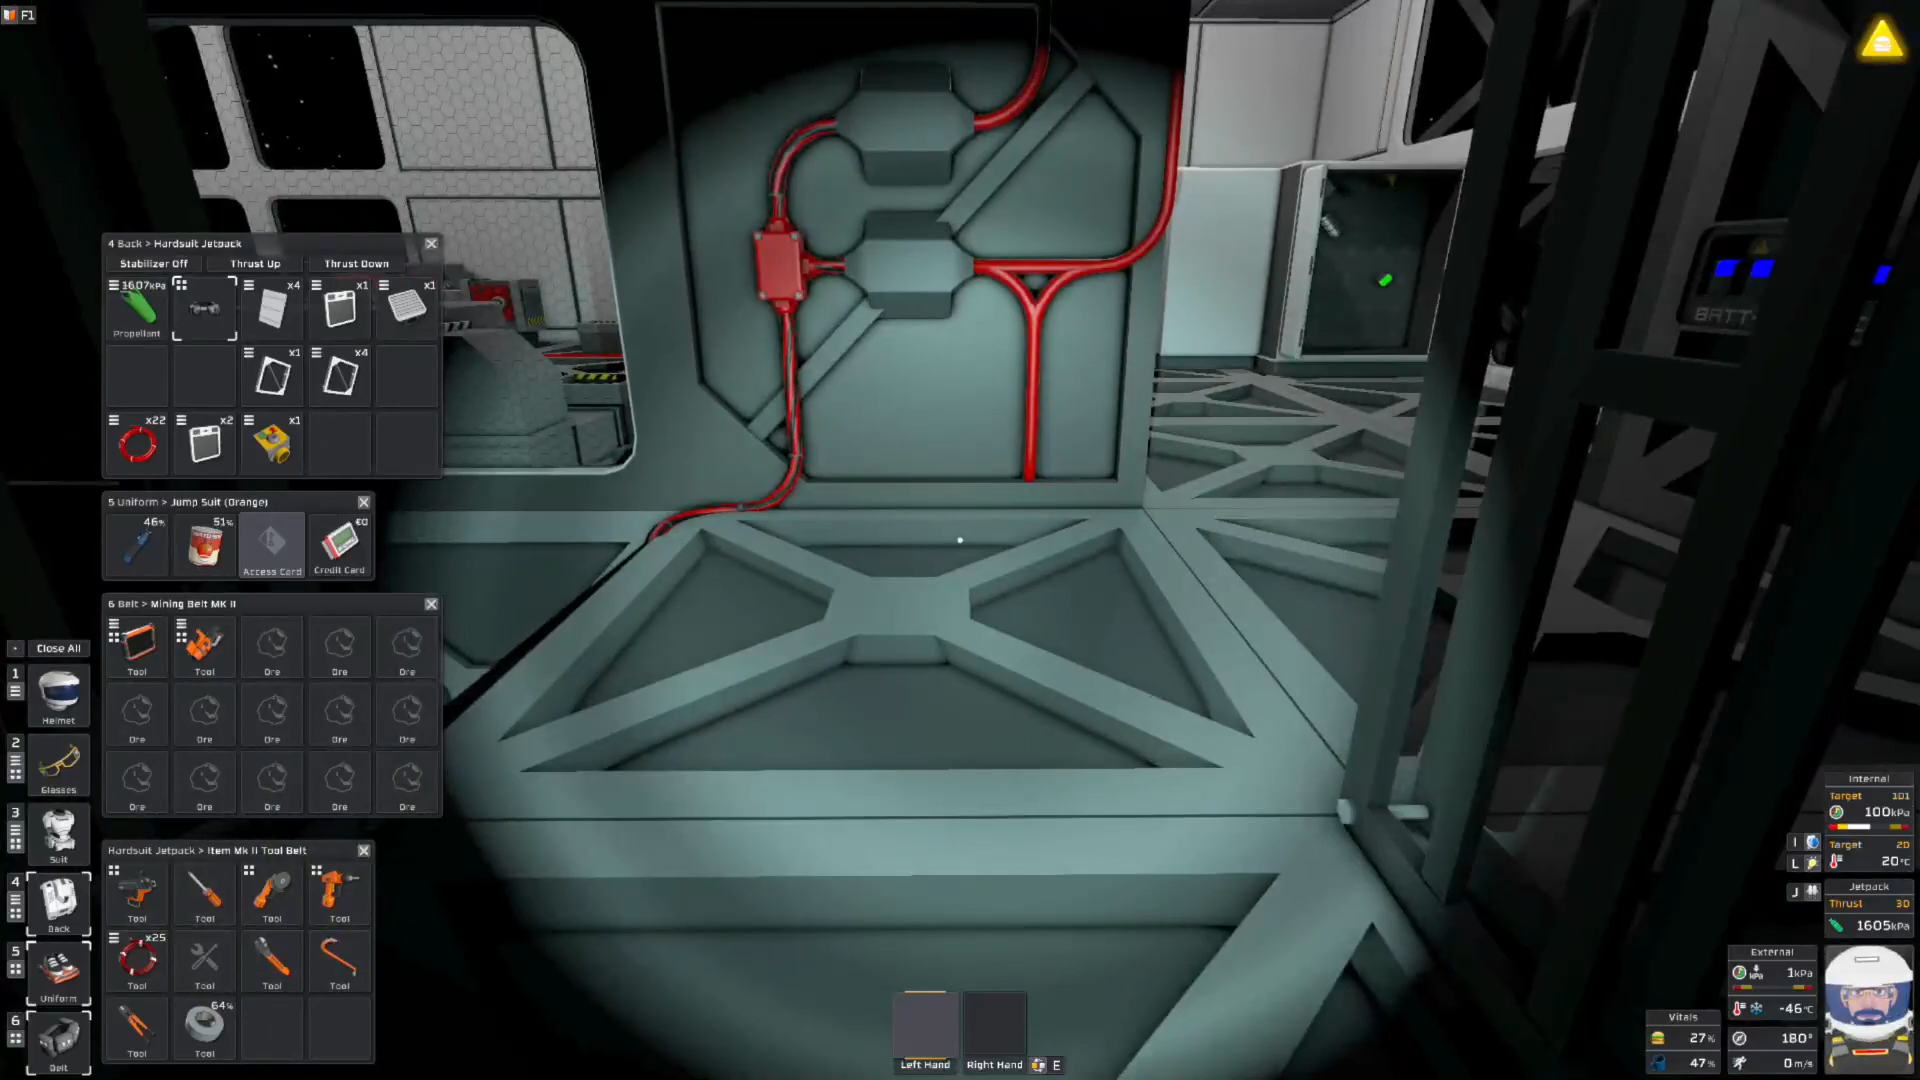 F1
4 Back > Hardsuit Jetpack
Stabilizer Off Thrust Up Thrust Down
1607kPa x4 x1 x1
Propellant
x1 x4
x22 x2 x1
5 Uniform > Jump Suit (Orange)
46% 51% €0
Access Card Credit Card
6 Belt > Mining Belt MK II
Tool Tool Ore Ore Ore
Ore Ore Ore Ore Ore
Ore Ore Ore Ore Ore
Close All
1
Helmet
2
Glasses
3
Suit
4
Back
5
Uniform
6
Belt
Hardsuit Jetpack > Item Mk II Tool Belt
Tool Tool Tool Tool
x25
Tool Tool Tool Tool
64%
Tool Tool
Left Hand Right Hand E
BATT
Internal
Target 101
100kPa
Target 20
20°C
I
L
J
Jetpack
Thrust 30
1605kPa
External
kPa 1kPa
-46°C
180°
0m/s
Vitals
27%
47%